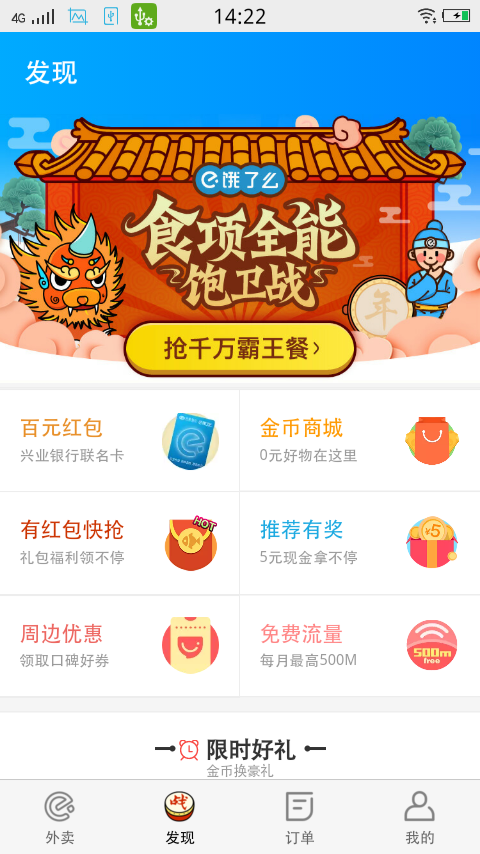 4G 14:22
发现
饿了么
食项全能
饱卫战
年
抢千万霸王餐›
百元红包
兴业银行联名卡
金币商城
0元好物在这里
有红包快抢
礼包福利领不停
HOT
推荐有奖
5元现金拿不停
¥5
周边优惠
领取口碑好券
免费流量
每月最高500M
500m
free
限时好礼
金币换豪礼
外卖
战
发现
订单
我的